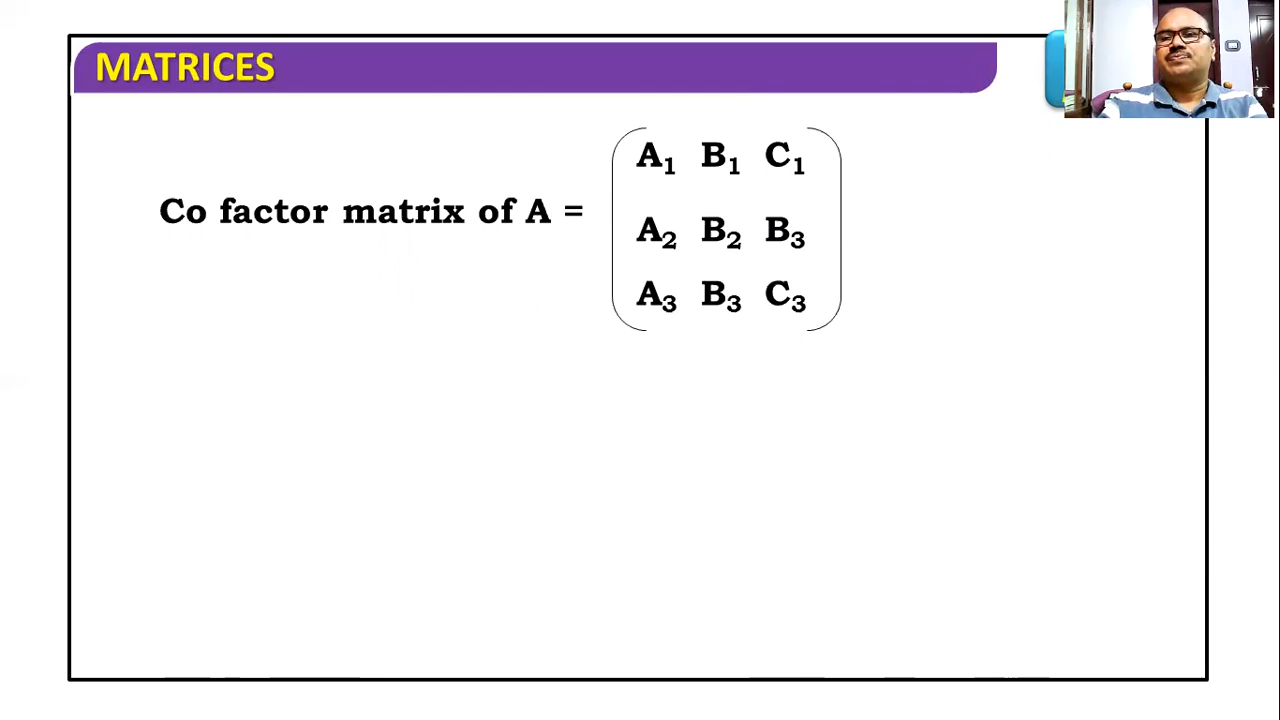 MATRICES
A₁ B₁ C₁
Co factor matrix of A =
A₂ B₂ B₃
A₃ B₃ C₃